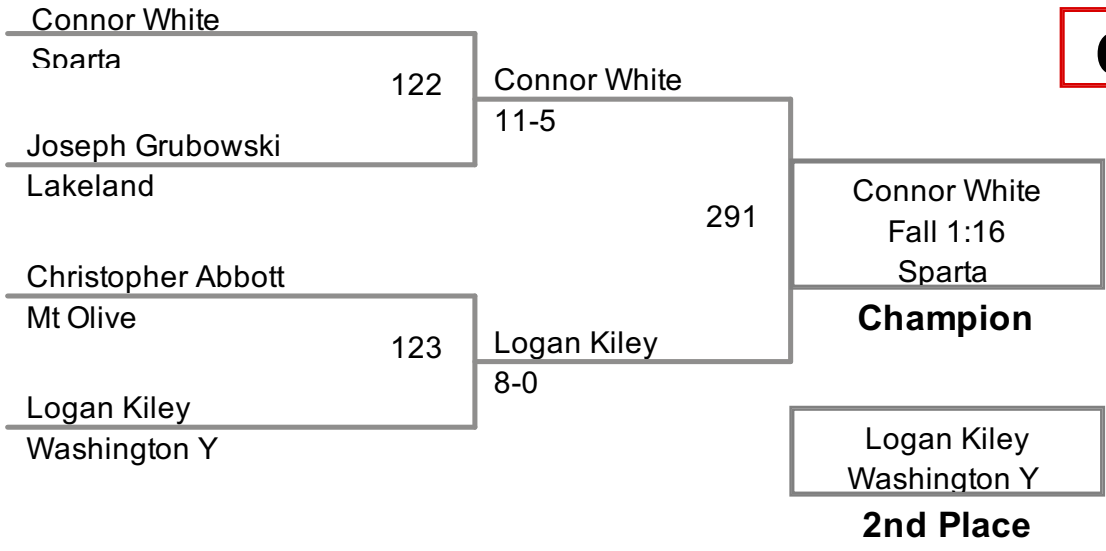 Connor White
Sparta
122
Joseph Grubowski
Lakeland
Connor White
11-5
Christopher Abbott
Mt Olive
123
Logan Kiley
Washington Y
Logan Kiley
8-0
291
Connor White
Fall 1:16
Sparta
Champion
Logan Kiley
Washington Y
2nd Place